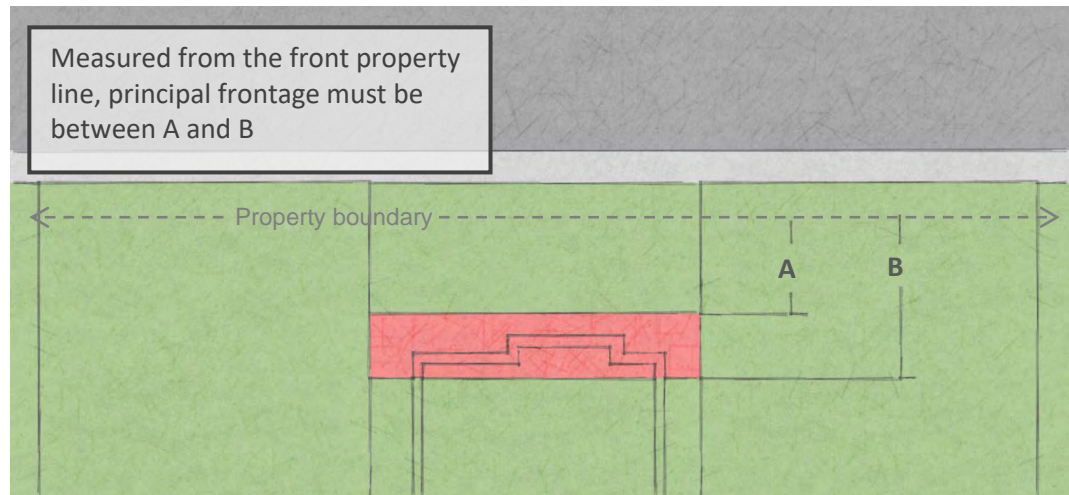 Measured from the front property
line, principal frontage must be
between A and B
Property boundary
A
B